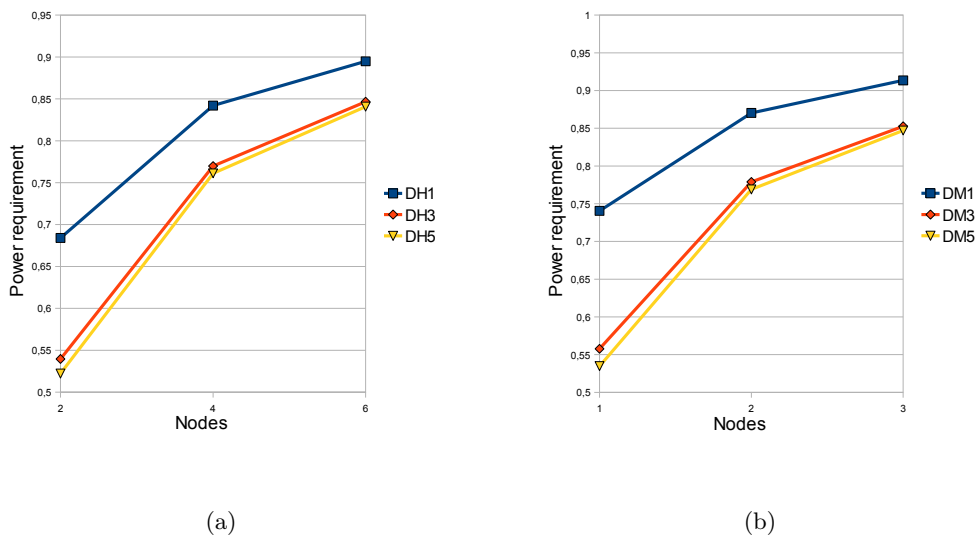 0,95
0,9
0,85
0,8
0,75
0,7
0,65
0,6
0,55
0,5
Power requirement
2
4
6
Nodes
DH1
DH3
DH5
(a)
1
0,95
0,9
0,85
0,8
0,75
0,7
0,65
0,6
0,55
0,5
Power requirement
1
2
3
Nodes
DM1
DM3
DM5
(b)